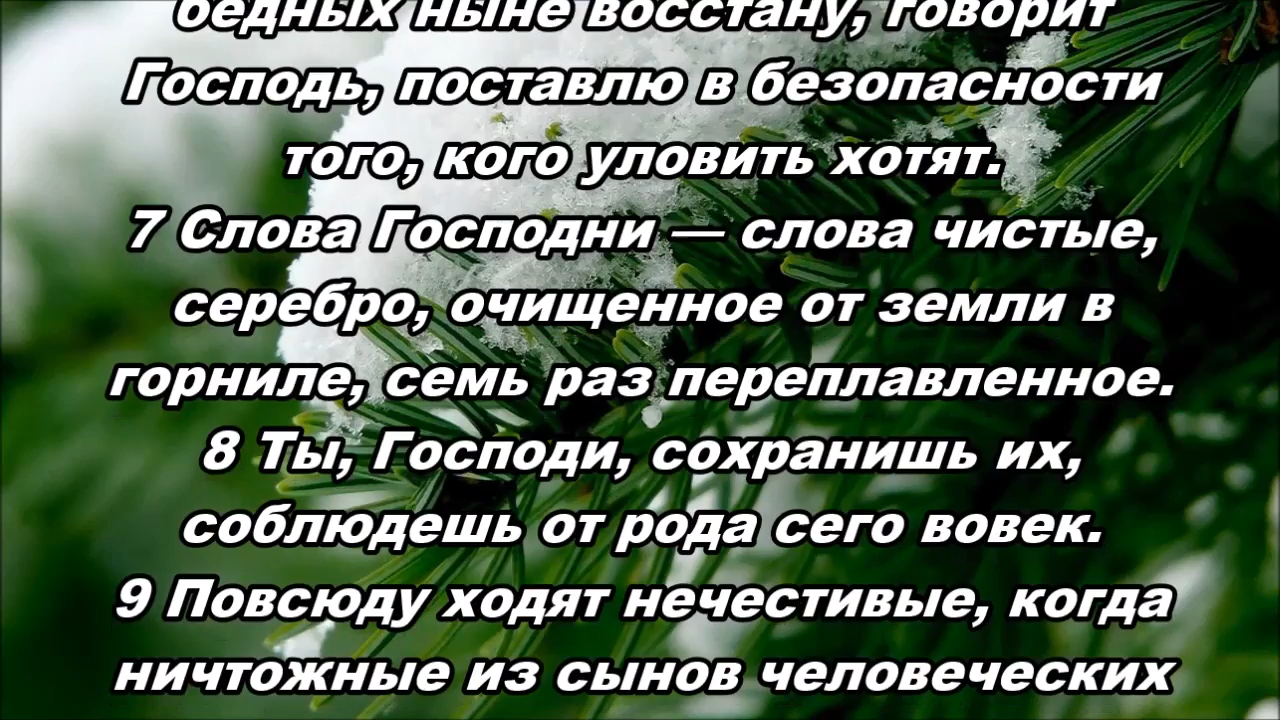 бедных ныне восстану, говорит
Господь, поставлю в безопасности
того, кого уловить хотят.
7 Слова Господни — слова чистые,
серебро, очищенное от земли в
горниле, семь раз переплавленное.
8 Ты, Господи, сохранишь их,
соблюдешь от рода сего вовек.
9 Повсюду ходят нечестивые, когда
ничтожные из сынов человеческих